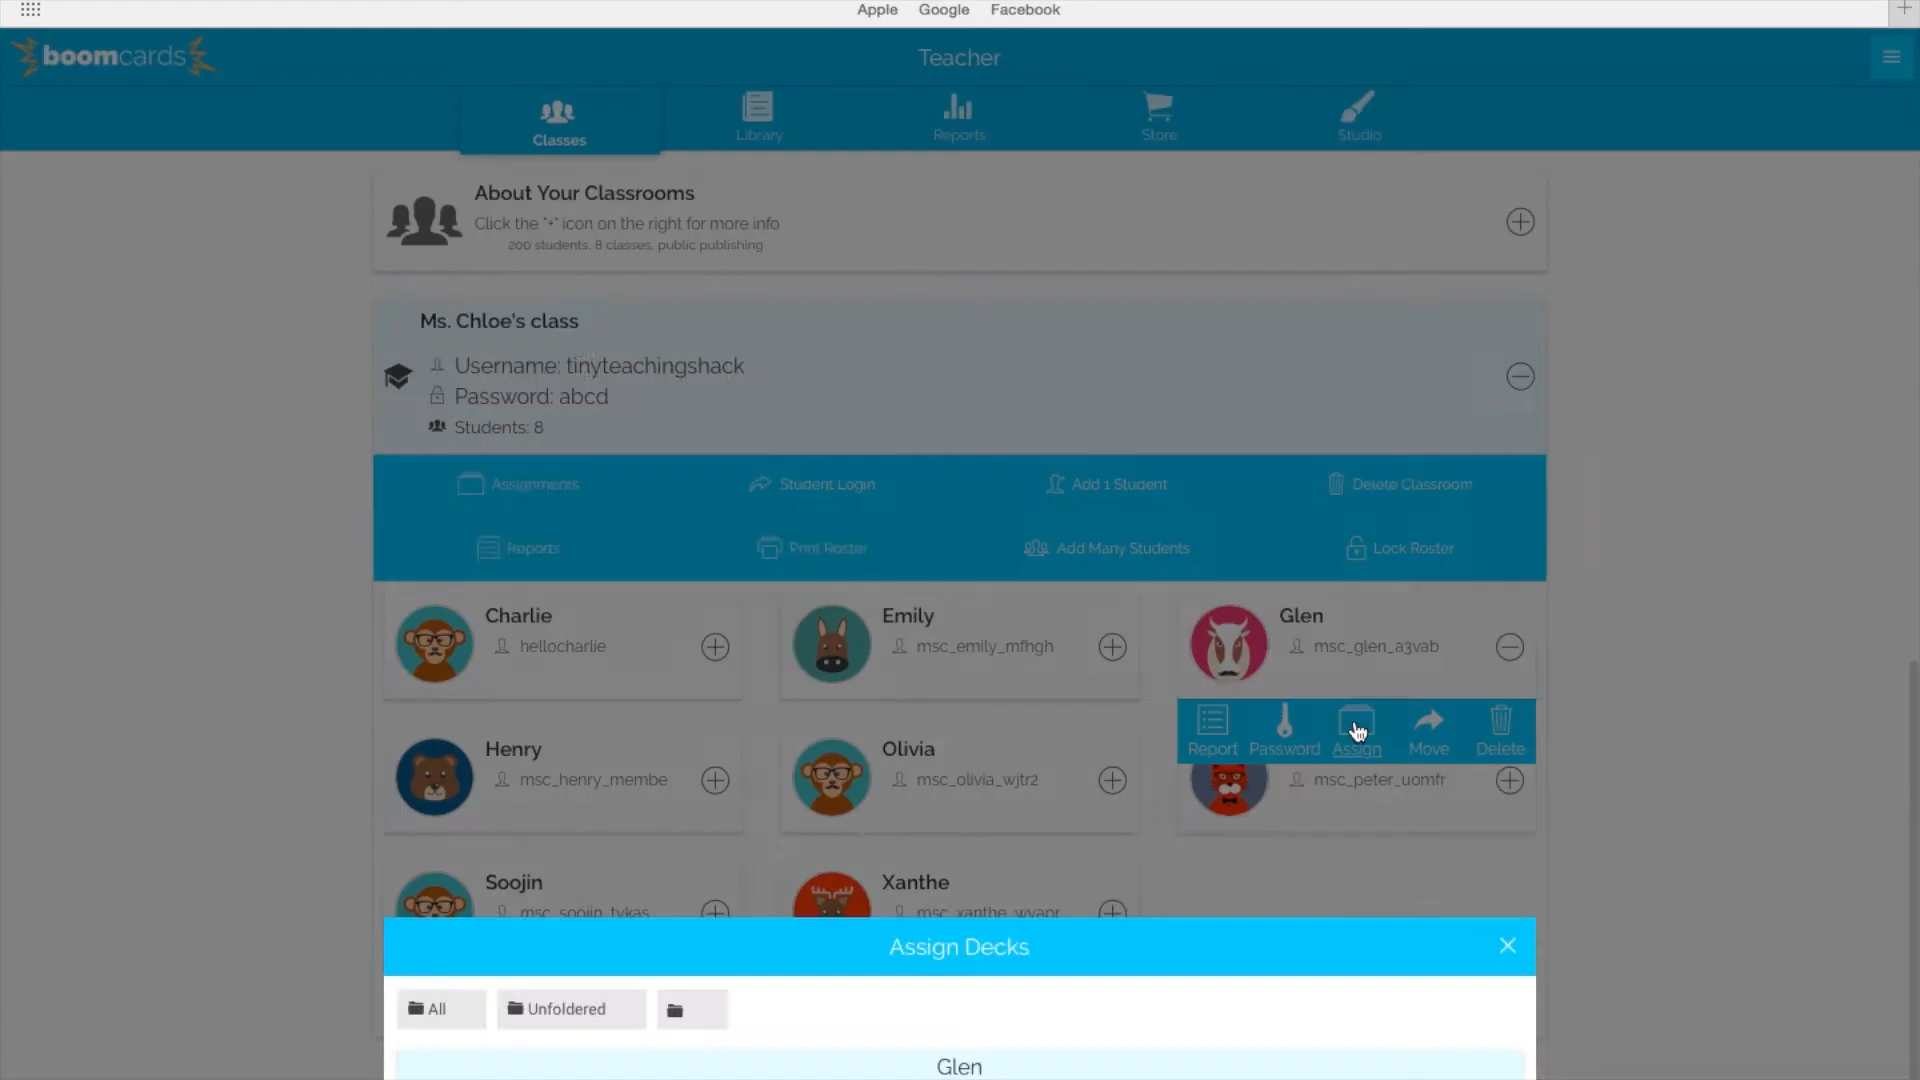 Apple Google Facebook
boomcards
Teacher
Classes
Library
Reports
Store
Studio
About Your Classrooms
Click the "+" icon on the right for more info
200 students, 8 classes, public publishing
Ms. Chloe's class
Username: tinyteachingshack
Password: abcd
Students: 8
Assignments
Student Login
Add 1 Student
Delete Classroom
Reports
Print Roster
Add Many Students
Lock Roster
Charlie
hellocharlie
Emily
msc_emily_mfhgh
Glen
msc_glen_a3vab
Report Password Assign Move Delete
Henry
msc_henry_membe
Olivia
msc_olivia_wjtr2
msc_peter_uomfr
Soojin
msc_soojin_tykas
Xanthe
msc_xanthe_wyapr
Assign Decks
All
Unfoldered
Glen